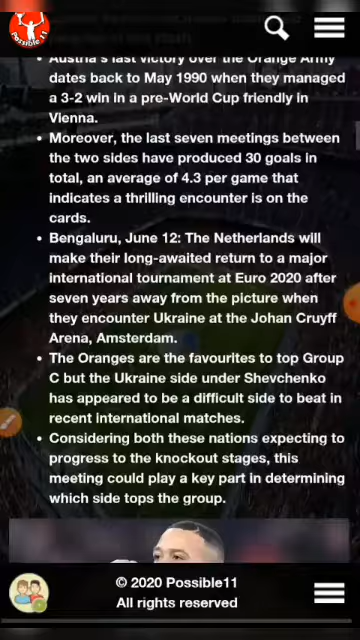 Possible11
Austria's last victory over the Orange Army
dates back to May 1990 when they managed
a 3-2 win in a pre-World Cup friendly in
Vienna.
Moreover, the last seven meetings between
the two sides have produced 30 goals in
total, an average of 4.3 per game that
indicates a thrilling encounter is on the
cards.
Bengaluru, June 12: The Netherlands will
make their long-awaited return to a major
international tournament at Euro 2020 after
seven years away from the picture when
they encounter Ukraine at the Johan Cruyff
Arena, Amsterdam.
The Oranges are the favourites to top Group
C but the Ukraine side under Shevchenko
has appeared to be a difficult side to beat in
recent international matches.
Considering both these nations expecting to
progress to the knockout stages, this
meeting could play a key part in determining
which side tops the group.
© 2020 Possible11
All rights reserved